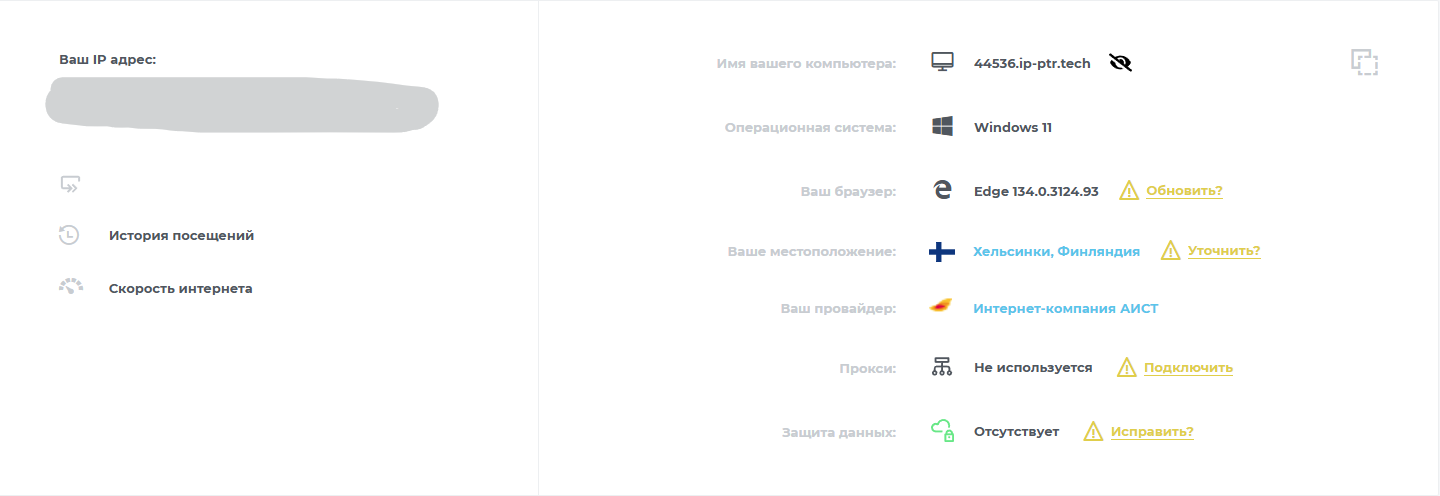 Ваш IP адрес:
История посещений
Скорость интернета
Имя вашего компьютера: 44536.ip-ptr.tech
Операционная система: Windows 11
Ваш браузер: Edge 134.0.3124.93 Обновить?
Ваше местоположение: Хельсинки, Финляндия Уточнить?
Ваш провайдер: Интернет-компания АИСТ
Прокси: Не используется Подключить
Защита данных: Отсутствует Исправить?